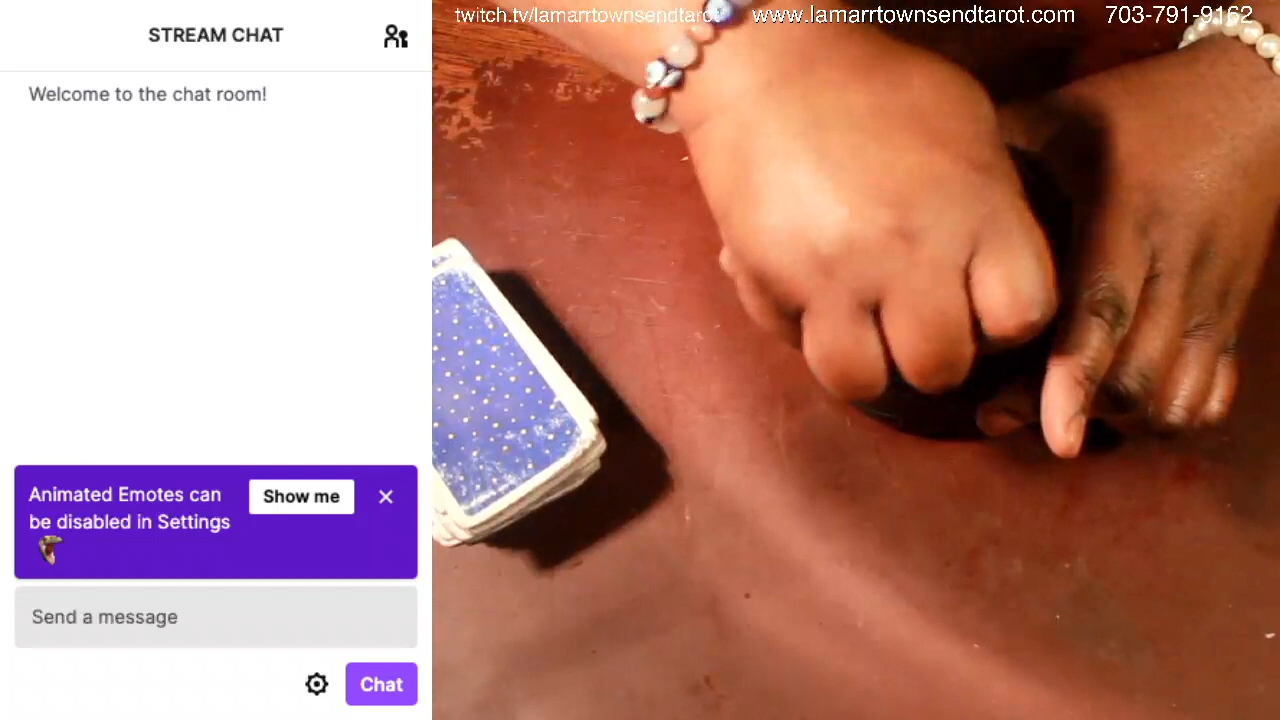 STREAM CHAT
Welcome to the chat room!
Animated Emotes can
be disabled in Settings
Show me
Send a message
Chat
twitch.tv/lamarrtownsendtarot www.lamarrtownsendtarot.com 703-791-9162